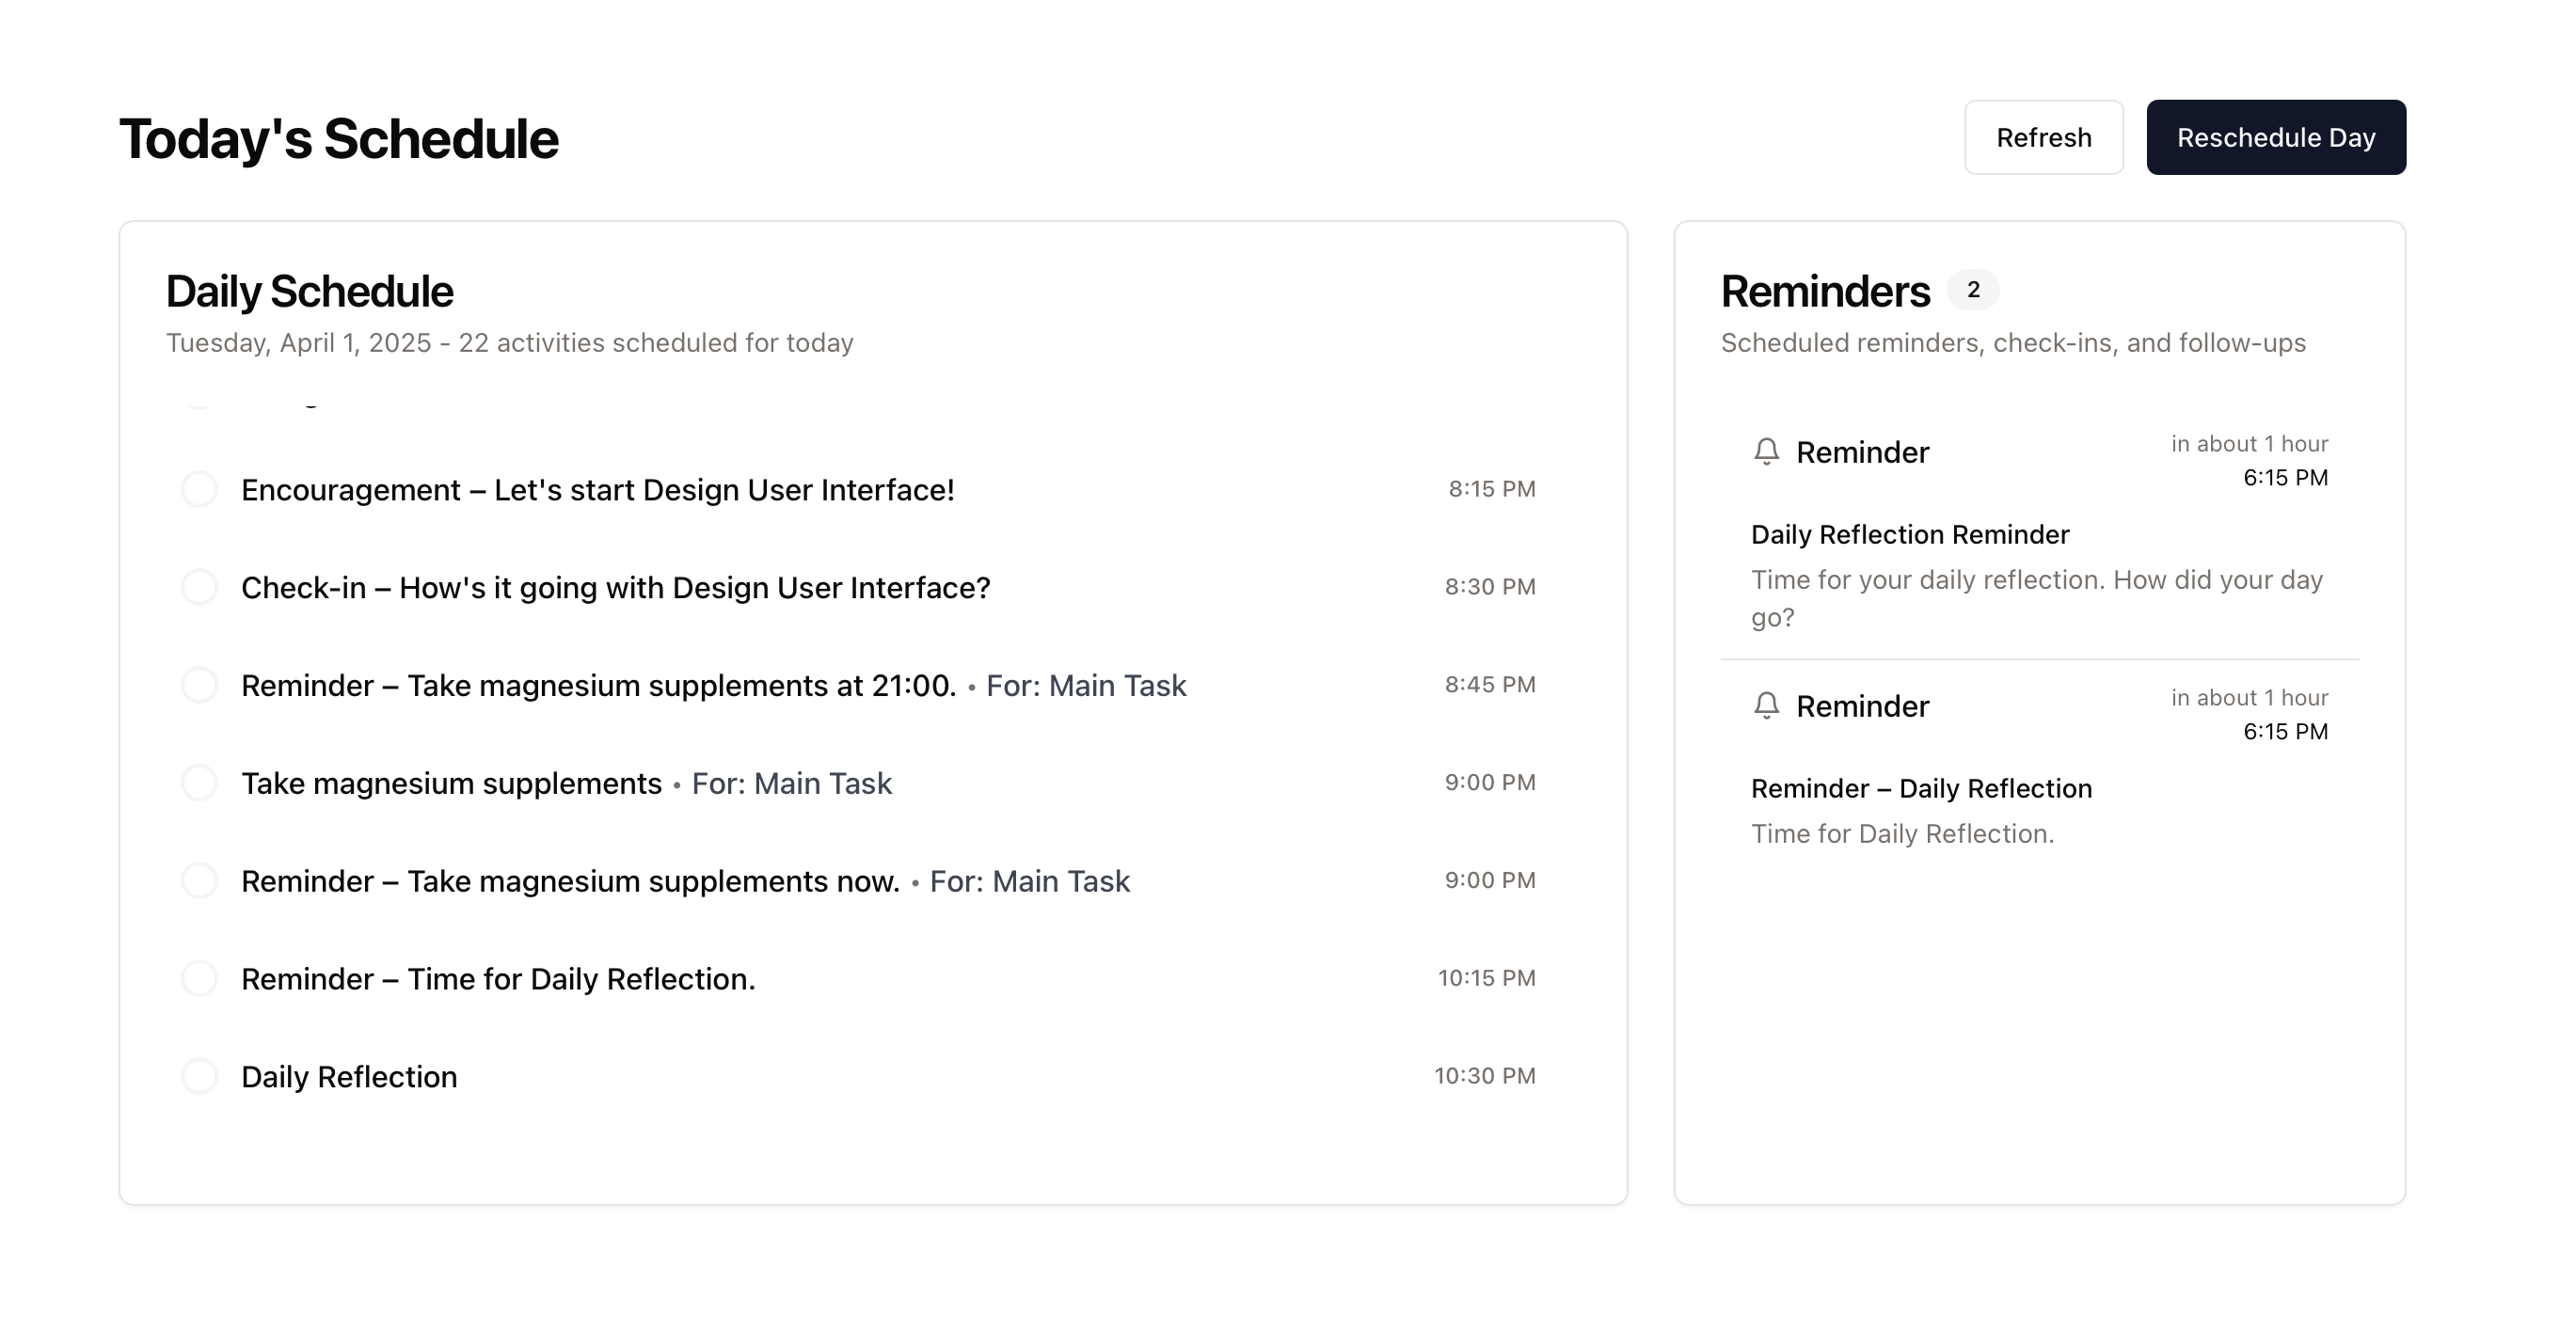 Today's Schedule
Refresh
Reschedule Day
Daily Schedule
Tuesday, April 1, 2025 - 22 activities scheduled for today
Encouragement – Let's start Design User Interface!
8:15 PM
Check-in – How's it going with Design User Interface?
8:30 PM
Reminder – Take magnesium supplements at 21:00. • For: Main Task
8:45 PM
Take magnesium supplements • For: Main Task
9:00 PM
Reminder – Take magnesium supplements now. • For: Main Task
9:00 PM
Reminder – Time for Daily Reflection.
10:15 PM
Daily Reflection
10:30 PM
Reminders 2
Scheduled reminders, check-ins, and follow-ups
Reminder
in about 1 hour
6:15 PM
Daily Reflection Reminder
Time for your daily reflection. How did your day
go?
Reminder
in about 1 hour
6:15 PM
Reminder – Daily Reflection
Time for Daily Reflection.